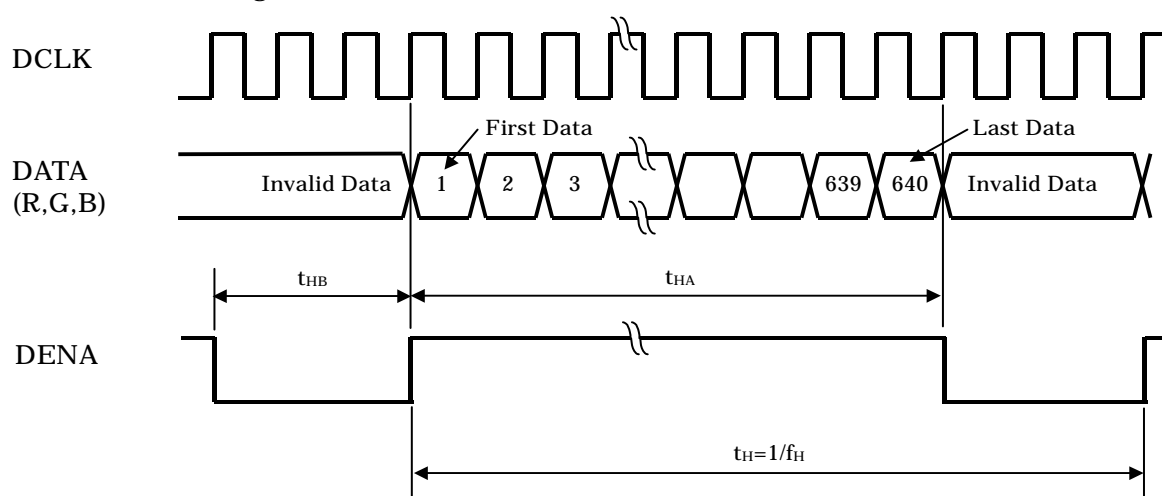 DCLK
First Data
Last Data
DATA
(R,G,B)
Invalid Data 1 2 3 639 640 Invalid Data
tHB
tHA
DENA
tH=1/fH